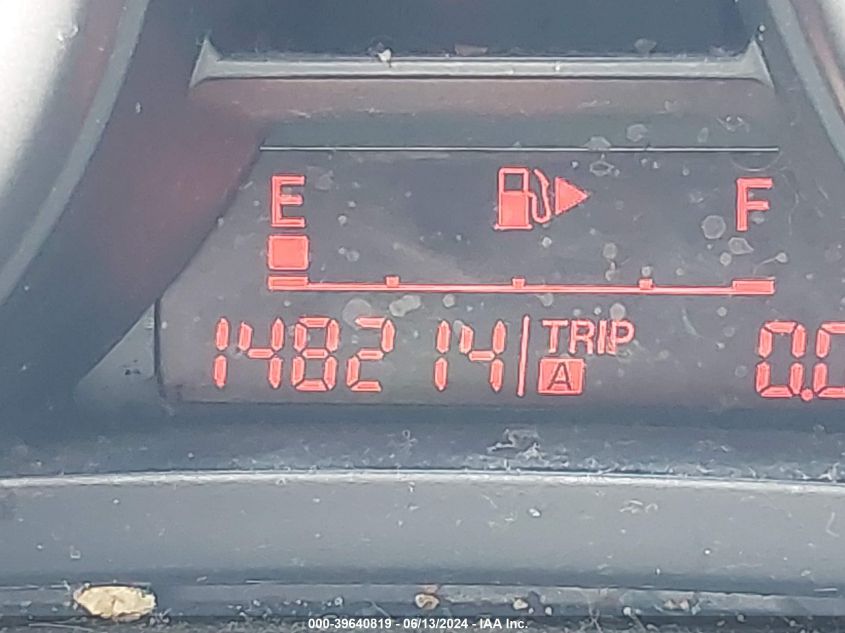 E F
148214 TRIP 0.0
A
000-39640819 - 06/13/2024 - IAA Inc.